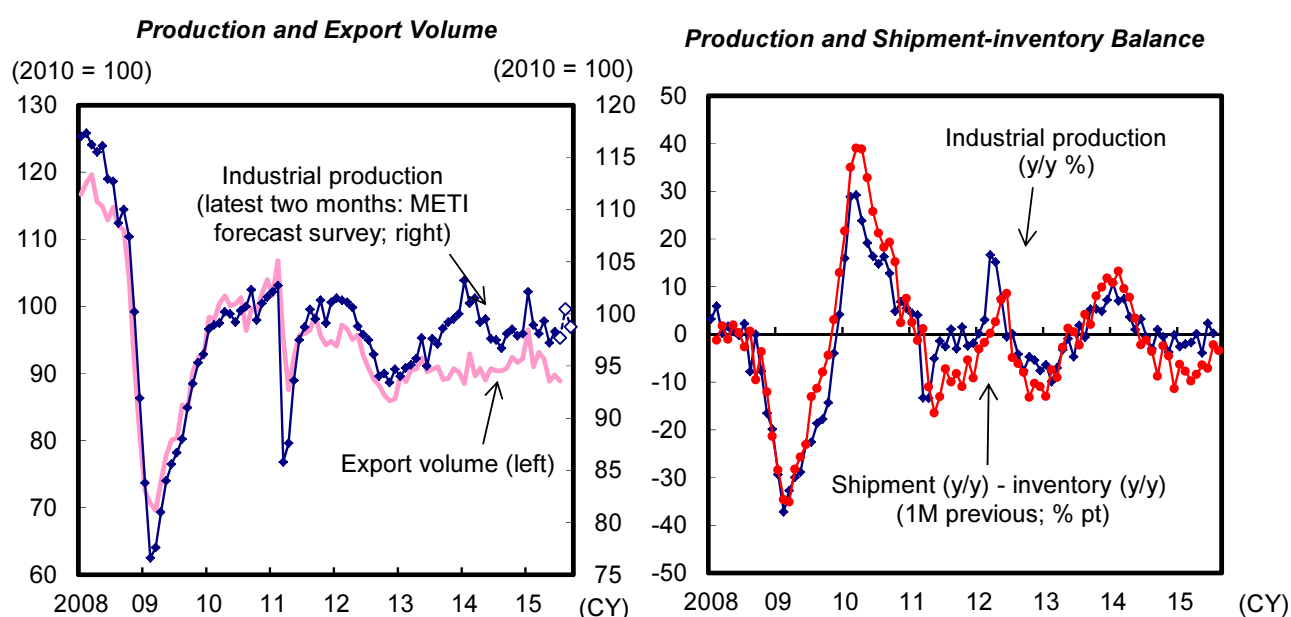 Production and Export Volume
(2010 = 100)
(2010 = 100)
130
120
110
100
90
80
70
60
120
115
110
105
100
95
90
85
80
75
Industrial production
(latest two months: METI
forecast survey; right)
Export volume (left)
2008 09 10 11 12 13 14 15 (CY)
Production and Shipment-inventory Balance
50
40
30
20
10
0
-10
-20
-30
-40
-50
Industrial production
(y/y %)
Shipment (y/y) - inventory (y/y)
(1M previous; % pt)
2008 09 10 11 12 13 14 15 (CY)